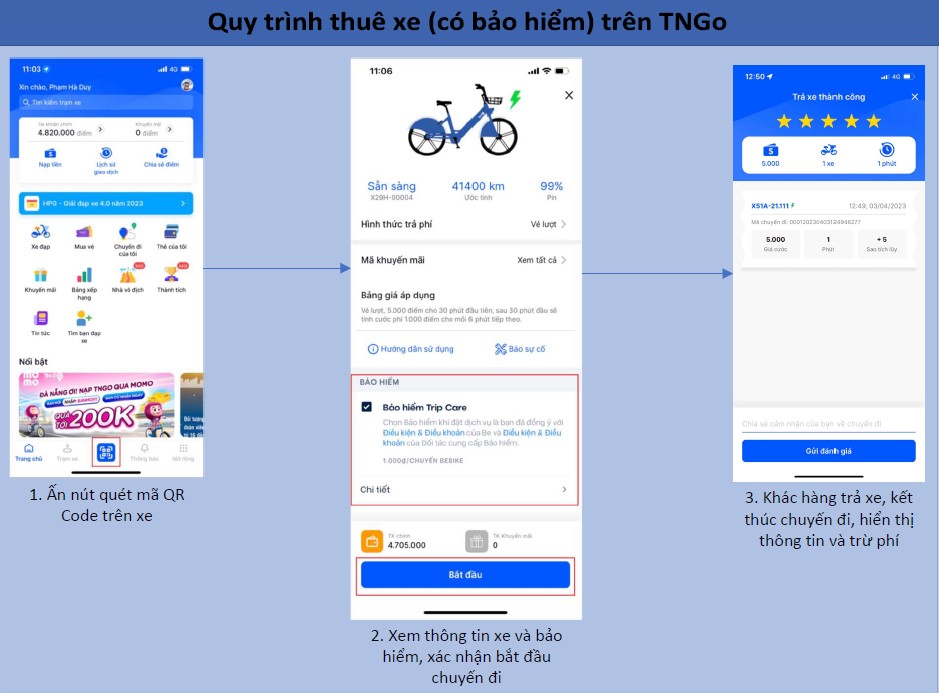 Quy trình thuê xe (có bảo hiểm) trên TNGo
11:03
4G
Xin chào, Phạm Hà Duy
Tìm kiếm trạm xe
Tài khoản chính
4.820.000 điểm
Khuyến mãi
0 điểm
Nạp tiền
Lịch sử
giao dịch
Chia sẻ điểm
HPG - Giải đạp xe 4.0 năm 2023
Xe đạp
Mua vé
Chuyến đi
của tôi
Thẻ của tôi
Khuyến mãi
Bảng xếp
hạng
Nhà vô địch
Thành tích
Tin tức
Tìm bạn đạp
xe
Nổi bật
mo
mo
ĐÀ NẴNG ƠI! NẠP TNGO QUA MOMO
QUÀ
TỚI
200K
Trang chủ
Trạm xe
Thông báo
Mở rộng
1. Ấn nút quét mã QR
Code trên xe
11:06
Sẵn sàng
X29H-00004
41400 km
Ước tính
99%
Pin
Hình thức trả phí
Vé lượt
Mã khuyến mãi
Xem tất cả
Bảng giá áp dụng
Vé lượt, 5.000 điểm cho 30 phút đầu tiên, sau 30 phút đầu sẽ
tính cước phí 1.000 điểm cho mỗi 6 phút tiếp theo.
Hướng dẫn sử dụng
Báo sự cố
BẢO HIỂM
Bảo hiểm Trip Care
Chọn Bảo hiểm khi đặt dịch vụ là bạn đã đồng ý với
Điều kiện & Điều khoản của Be và Điều kiện & Điều
khoản của Đối tác cung cấp Bảo hiểm.
1.000₫/CHUYẾN BEBIKE
Chi tiết
TK chính
4.705.000
TK Khuyến mãi
0
Bắt đầu
2. Xem thông tin xe và bảo
hiểm, xác nhận bắt đầu
chuyến đi
12:50
4G
Trả xe thành công
5.000
1 xe
1 phút
X51A-21.111
12:49, 03/04/2023
5.000
Giá cước
1
Phút
+ 5
Sao tích lũy
Chia sẻ cảm nhận của bạn về chuyến đi
Gửi đánh giá
3. Khác hàng trả xe, kết
thúc chuyến đi, hiển thị
thông tin và trừ phí